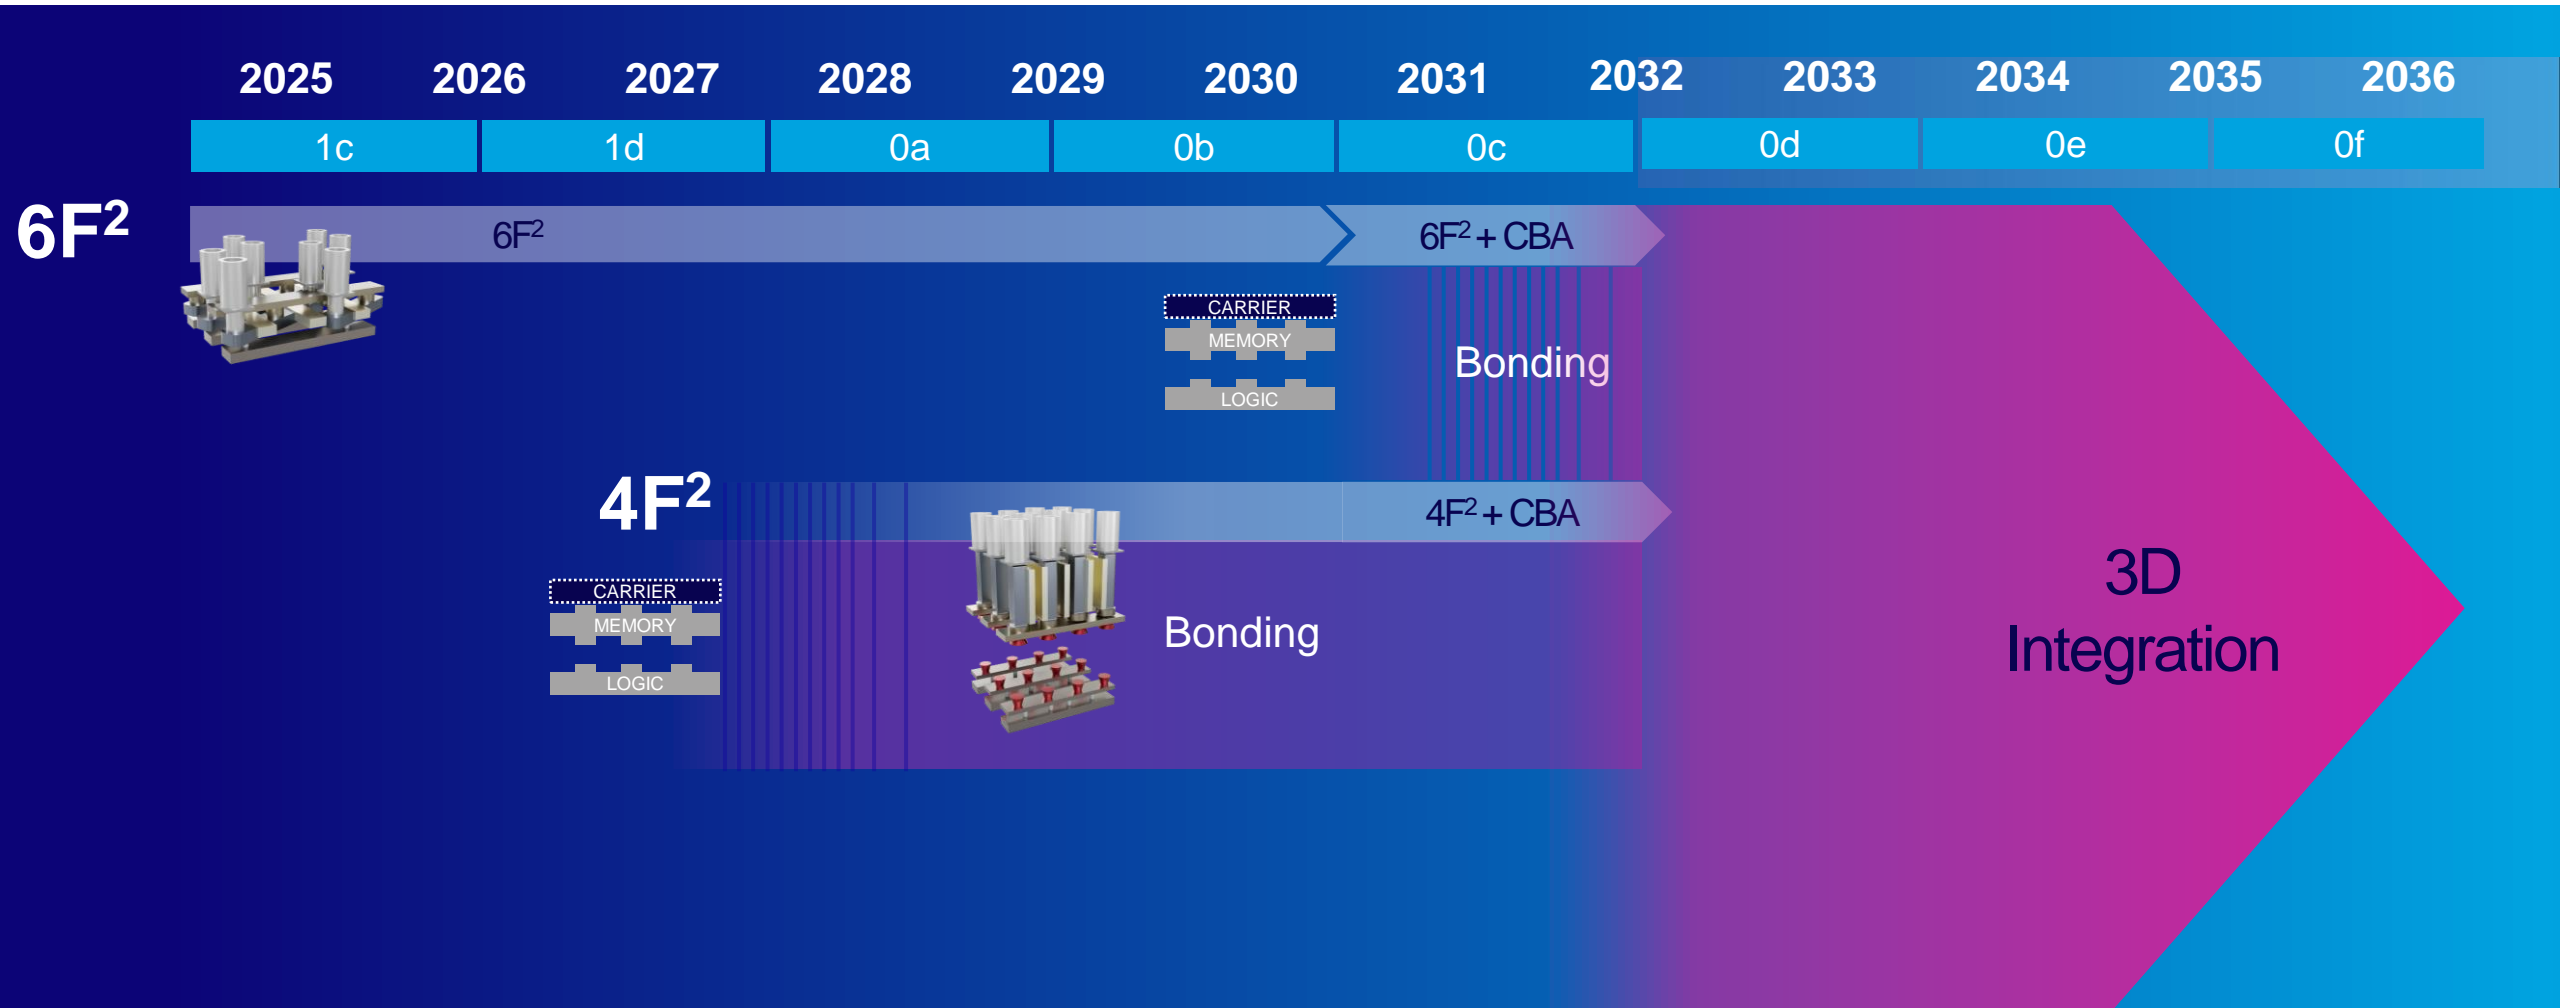 2025 2026 2027 2028 2029 2030 2031 2032 2033 2034 2035 2036
1c 1d 0a 0b 0c 0d 0e 0f
6F²
6F² 6F² + CBA
CARRIER
MEMORY
LOGIC
Bonding
4F²
4F² + CBA
CARRIER
MEMORY
LOGIC
Bonding
3D
Integration